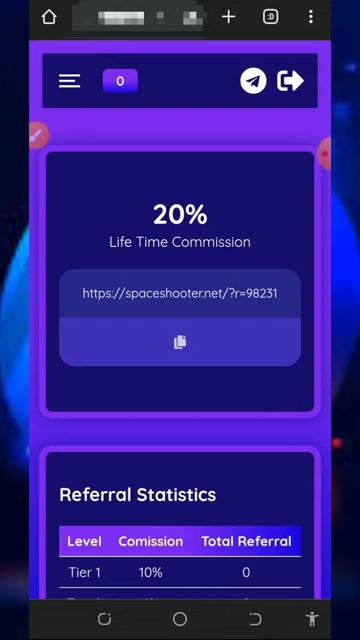 :D
0
20%
Life Time Commission
https://spaceshooter.net/?r=98231
Referral Statistics
Level Comission Total Referral
Tier 1 10% 0